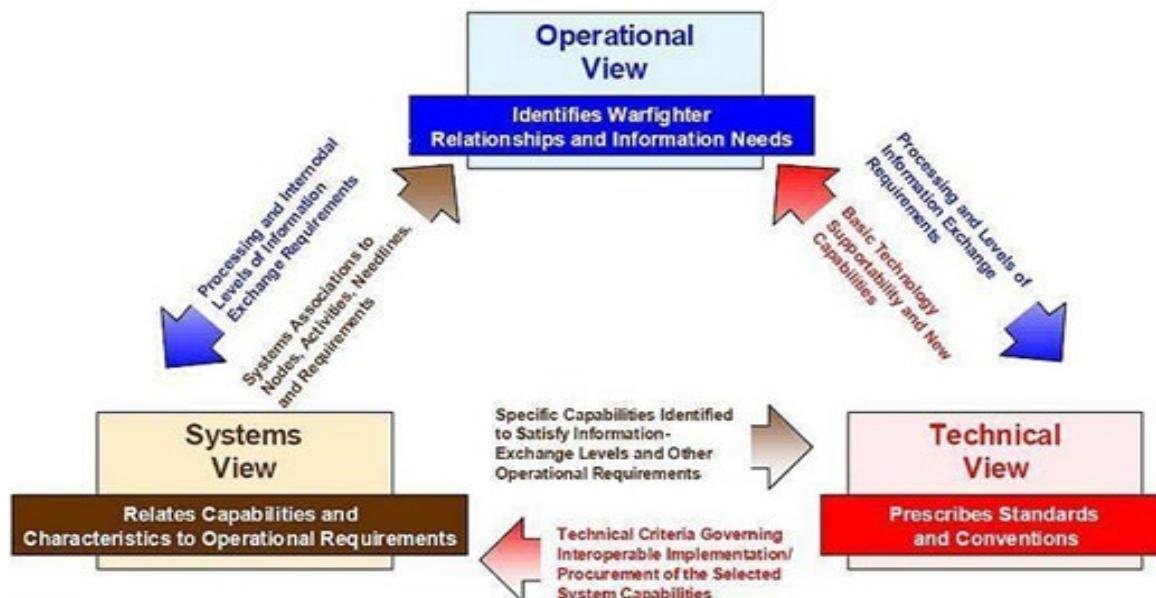 Operational
View
Identifies Warfighter
Relationships and Information Needs
Processing and Internodal
Levels of Information
Exchange Requirements
Systems Associations to
Nodes, Activities, Needlines,
and Requirements
Processing and Levels of
Information Exchange
Requirements
Basic Technology
Supportability and New
Capabilities
Systems
View
Relates Capabilities and
Characteristics to Operational Requirements
Specific Capabilities Identified
to Satisfy Information-
Exchange Levels and Other
Operational Requirements
Technical Criteria Governing
Interoperable Implementation/
Procurement of the Selected
System Capabilities
Technical
View
Prescribes Standards
and Conventions